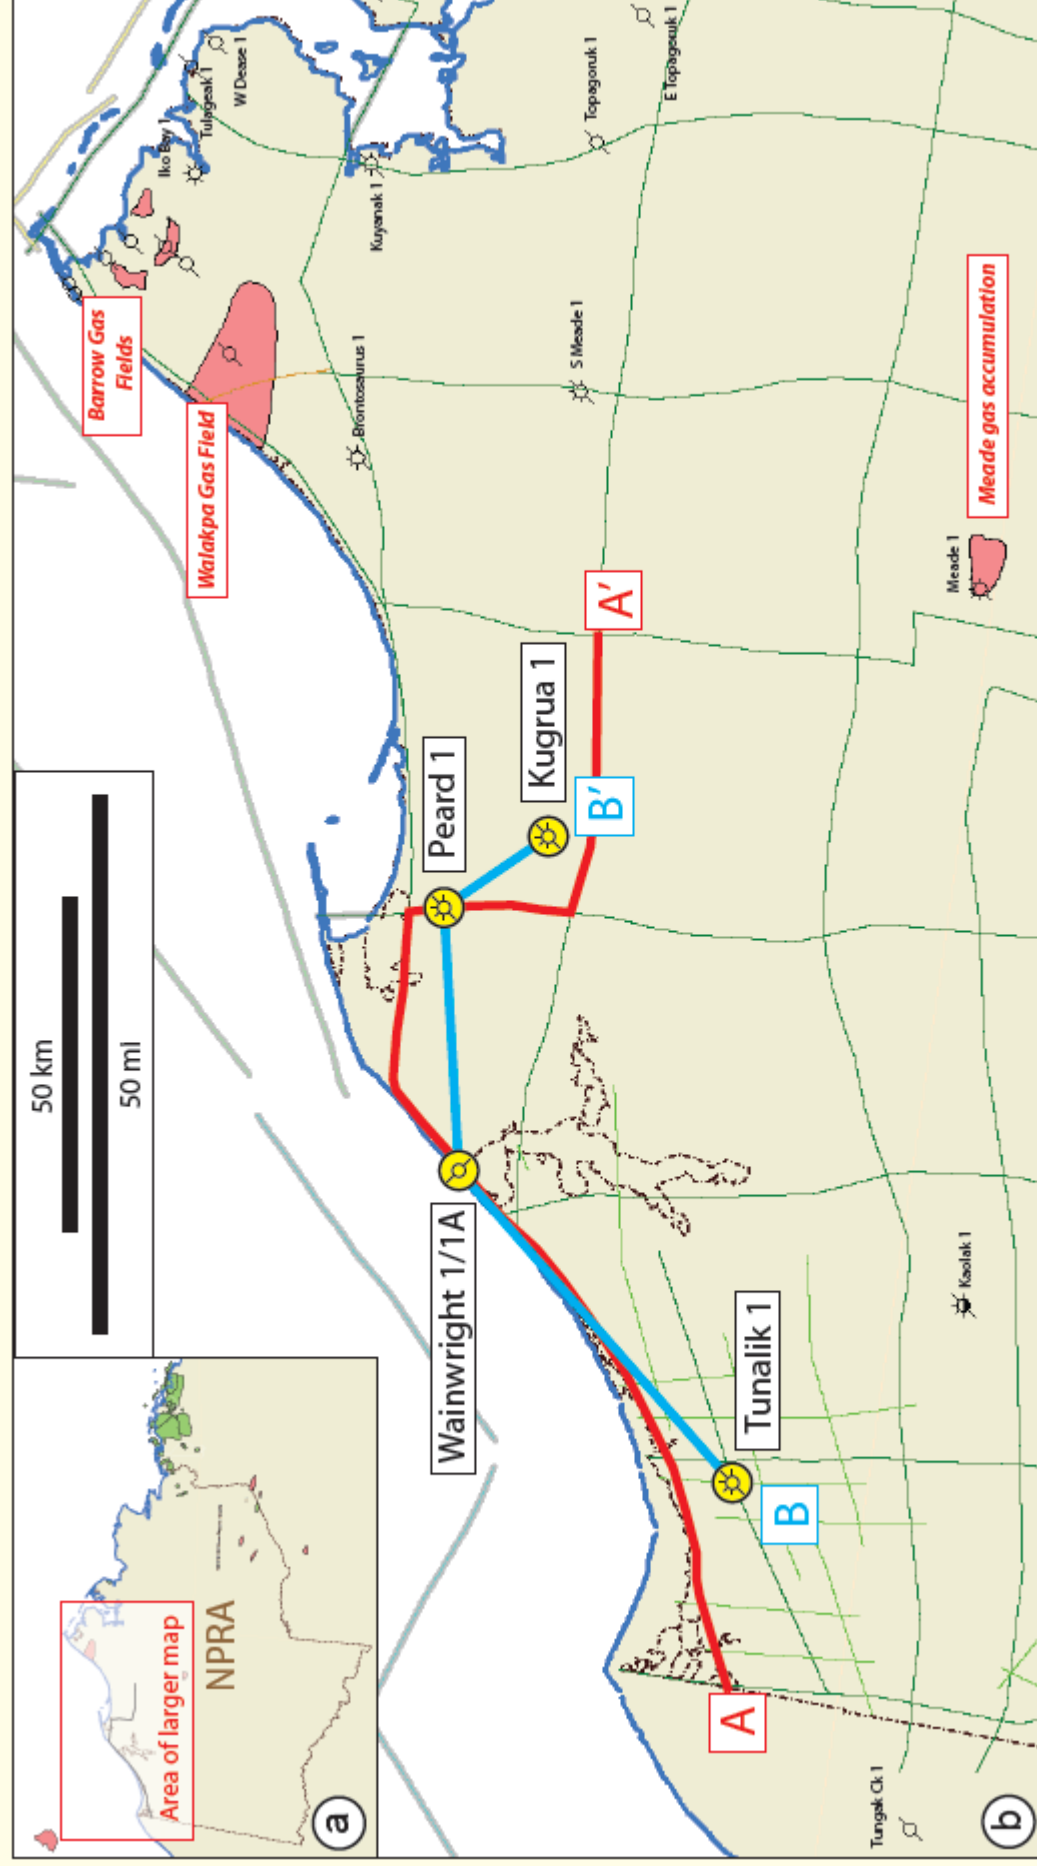 50 km
50 mi
Area of larger map
NPRA
a
Barrow Gas
Fields
Walakpa Gas Field
Iko Bay 1
Tulageak 1
W Dease 1
Kuyanak 1
Topagoruk 1
E Topagoruk 1
Brontosaurus 1
S Meade 1
Meade 1
Meade gas accumulation
Peard 1
Kugrua 1
A'
B'
Wainwright 1/1A
Tunalik 1
B
A
Kaolak 1
Tungak Ck 1
b